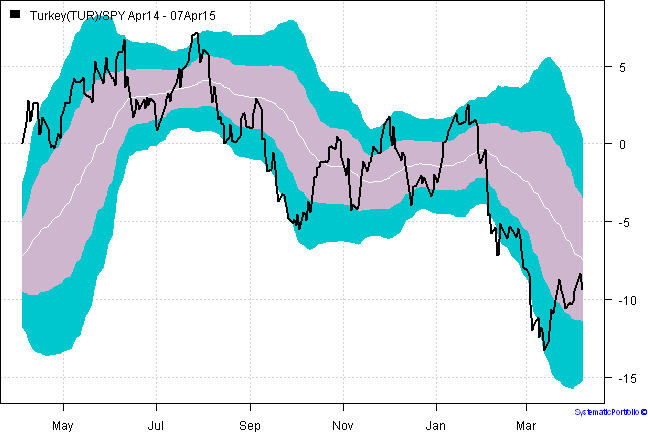 Turkey(TUR)/SPY Apr14 - 07Apr15
5
0
-5
-10
-15
May Jul Sep Nov Jan Mar
SystematicPortfolio ©